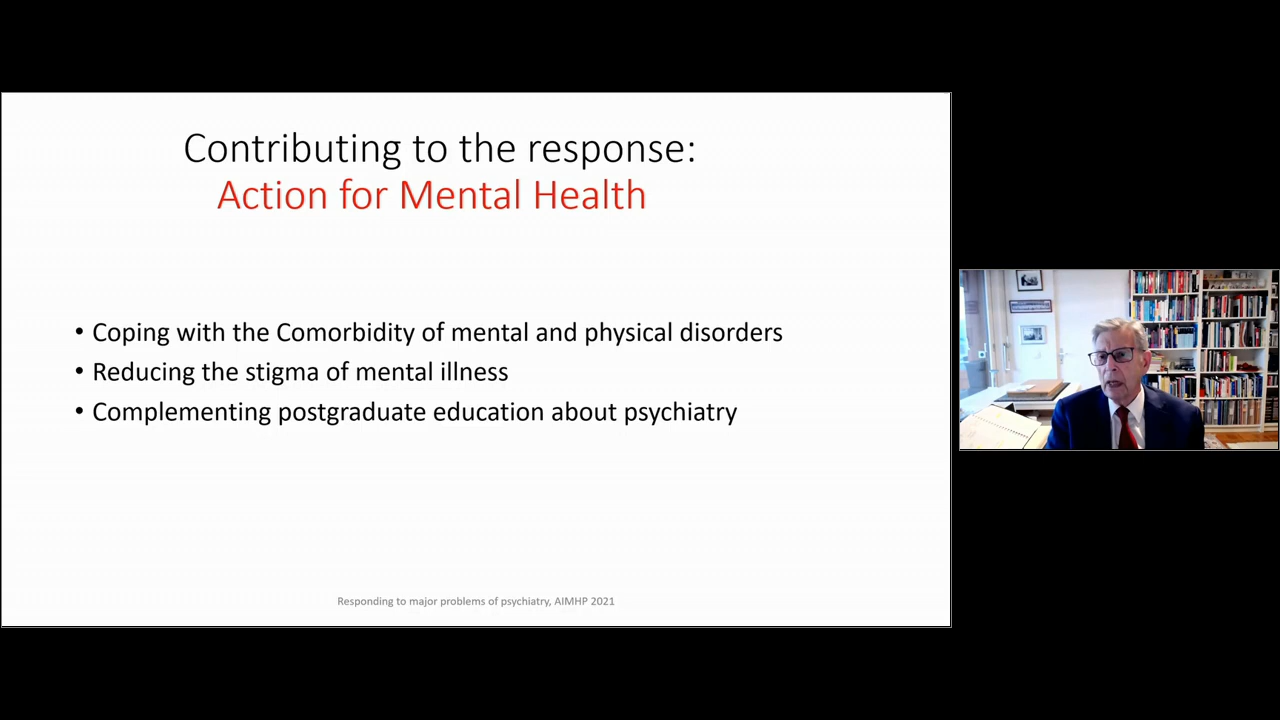 Contributing to the response:
Action for Mental Health
• Coping with the Comorbidity of mental and physical disorders
• Reducing the stigma of mental illness
• Complementing postgraduate education about psychiatry
Responding to major problems of psychiatry, AIMHP 2021